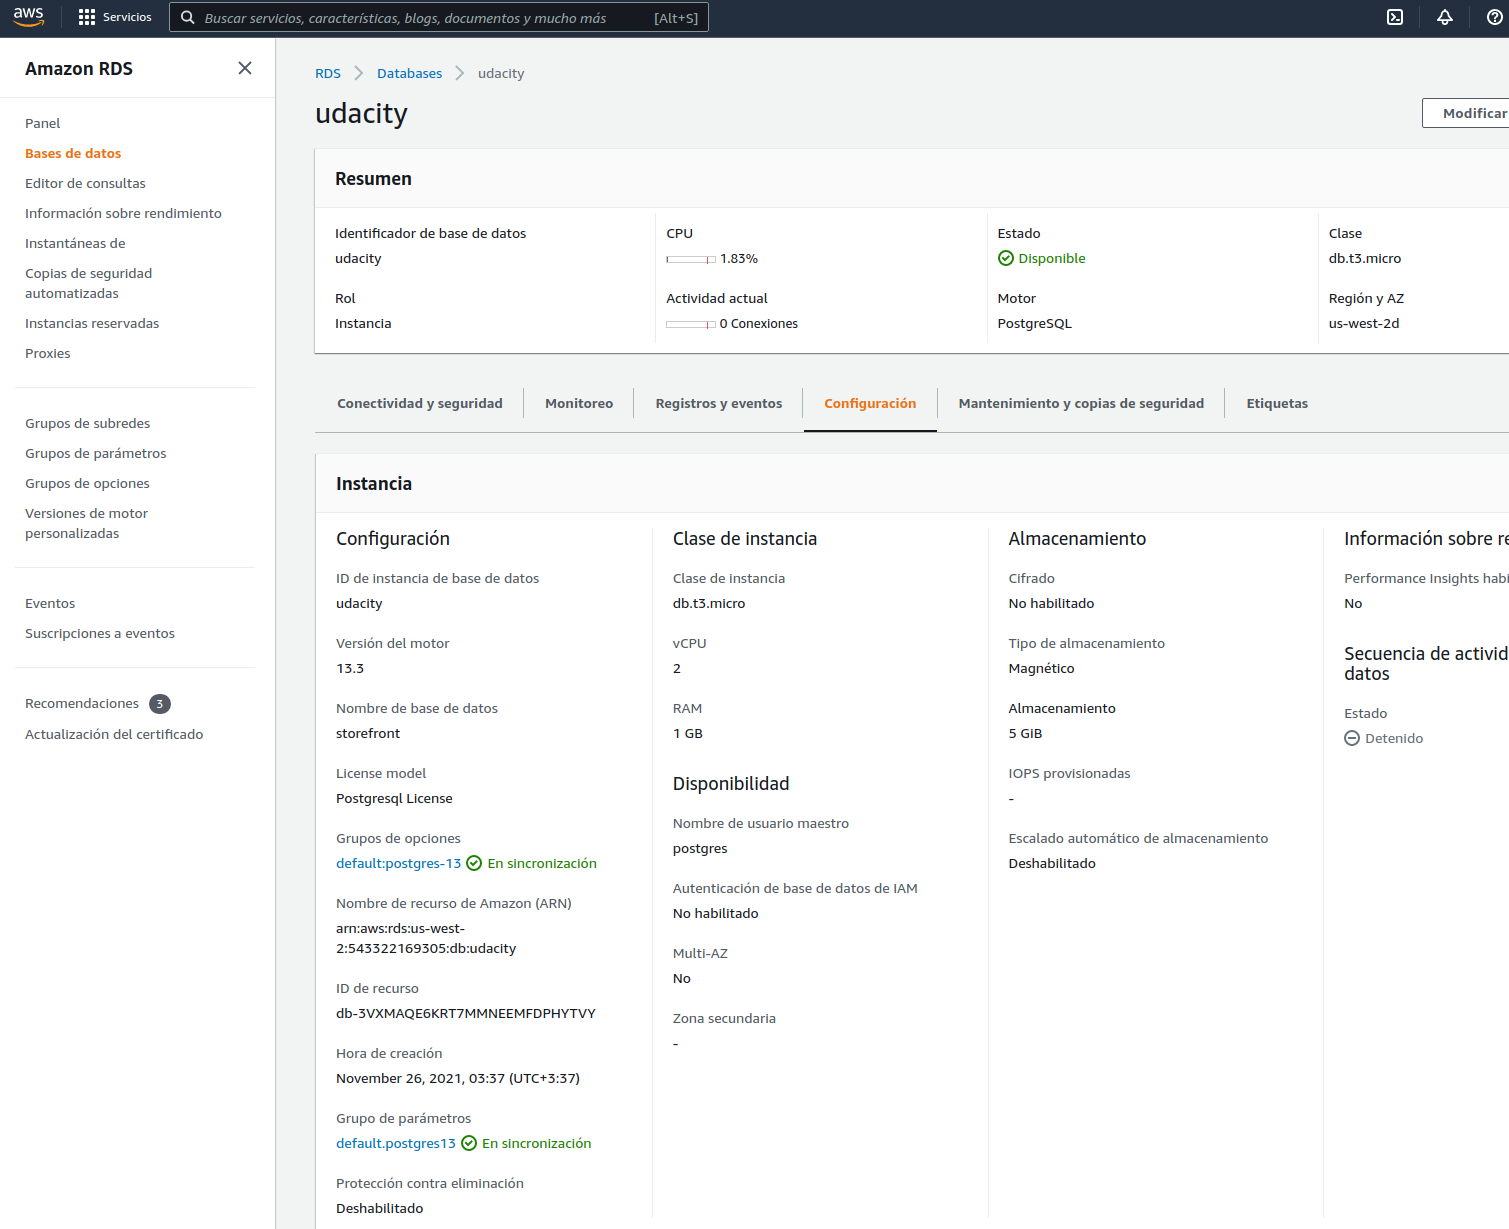 aws
Servicios
Buscar servicios, características, blogs, documentos y mucho más
[Alt+S]
Amazon RDS
Panel
Bases de datos
Editor de consultas
Información sobre rendimiento
Instantáneas de
Copias de seguridad
automatizadas
Instancias reservadas
Proxies
Grupos de subredes
Grupos de parámetros
Grupos de opciones
Versiones de motor
personalizadas
Eventos
Suscripciones a eventos
Recomendaciones 3
Actualización del certificado
RDS > Databases > udacity
udacity
Modificar
Resumen
Identificador de base de datos
udacity
Rol
Instancia
CPU
1.83%
Actividad actual
0 Conexiones
Estado
Disponible
Motor
PostgreSQL
Clase
db.t3.micro
Región y AZ
us-west-2d
Conectividad y seguridad
Monitoreo
Registros y eventos
Configuración
Mantenimiento y copias de seguridad
Etiquetas
Instancia
Configuración
ID de instancia de base de datos
udacity
Versión del motor
13.3
Nombre de base de datos
storefront
License model
Postgresql License
Grupos de opciones
default:postgres-13 En sincronización
Nombre de recurso de Amazon (ARN)
arn:aws:rds:us-west-
2:543322169305:db:udacity
ID de recurso
db-3VXMAQE6KRT7MMNEEMFDPHYTVY
Hora de creación
November 26, 2021, 03:37 (UTC+3:37)
Grupo de parámetros
default.postgres13 En sincronización
Protección contra eliminación
Deshabilitado
Clase de instancia
Clase de instancia
db.t3.micro
vCPU
2
RAM
1 GB
Disponibilidad
Nombre de usuario maestro
postgres
Autenticación de base de datos de IAM
No habilitado
Multi-AZ
No
Zona secundaria
-
Almacenamiento
Cifrado
No habilitado
Tipo de almacenamiento
Magnético
Almacenamiento
5 GiB
IOPS provisionadas
-
Escalado automático de almacenamiento
Deshabilitado
Información sobre re
Performance Insights habi
No
Secuencia de activid
datos
Estado
Detenido